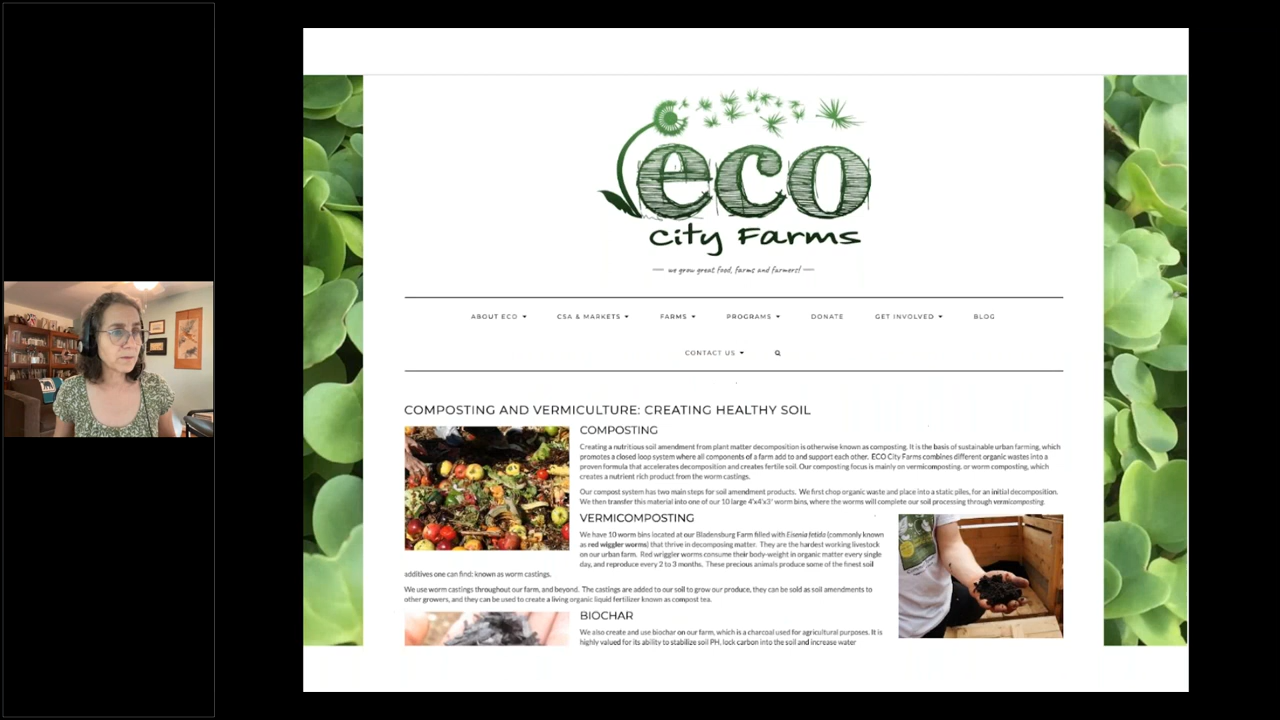 eco
City Farms
we grow great food, farms and farmers!
ABOUT ECO CSA & MARKETS FARMS PROGRAMS DONATE GET INVOLVED BLOG
CONTACT US
COMPOSTING AND VERMICULTURE: CREATING HEALTHY SOIL
COMPOSTING
Creating a nutritious soil amendment from plant matter decomposition is otherwise known as composting. It is the basis of sustainable urban farming, which
promotes a closed loop system where all components of a farm add to and support each other. ECO City Farms combines different organic wastes into a
proven formula that accelerates decomposition and creates fertile soil. Our composting focus is mainly on vermicomposting, or worm composting, which
creates a nutrient rich product from the worm castings.
Our compost system has two main steps for soil amendment products. We first chop organic waste and place into a static piles, for an initial decomposition.
We then transfer this material into one of our 10 large 4'x4'x3' worm bins, where the worms will complete our soil processing through vermicomposting.
VERMICOMPOSTING
We have 10 worm bins located at our Bladensburg Farm filled with Eisenia fetida (commonly known
as red wiggler worms) that thrive in decomposing matter. They are the hardest working livestock
on our urban farm. Red wriggler worms consume their body-weight in organic matter every single
day, and reproduce every 2 to 3 months. These precious animals produce some of the finest soil
additives one can find: known as worm castings.
We use worm castings throughout our farm, and beyond. The castings are added to our soil to grow our produce, they can be sold as soil amendments to
other growers, and they can be used to create a living organic liquid fertilizer known as compost tea.
BIOCHAR
We also create and use biochar on our farm, which is a charcoal used for agricultural purposes. It is
highly valued for its ability to stabilize soil PH, lock carbon into the soil and increase water